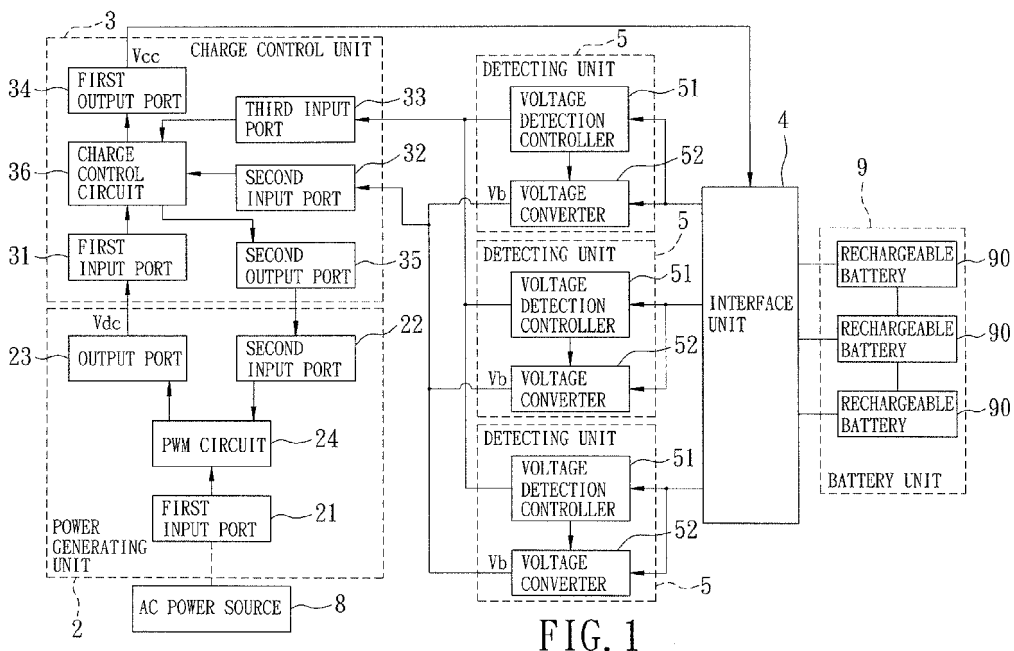 3
CHARGE CONTROL UNIT
Vcc
34
FIRST
OUTPUT PORT
THIRD INPUT
PORT
33
36
CHARGE
CONTROL
CIRCUIT
SECOND
INPUT PORT
32
31
FIRST
INPUT PORT
SECOND
OUTPUT PORT
35
Vdc
23
OUTPUT PORT
SECOND
INPUT PORT
22
PWM CIRCUIT
24
FIRST
INPUT PORT
21
POWER
GENERATING
UNIT
2
AC POWER SOURCE
8
5
DETECTING UNIT
VOLTAGE
DETECTION
CONTROLLER
51
52
Vb
VOLTAGE
CONVERTER
5
DETECTING UNIT
51
VOLTAGE
DETECTION
CONTROLLER
52
Vb
VOLTAGE
CONVERTER
DETECTING UNIT
51
VOLTAGE
DETECTION
CONTROLLER
52
Vb
VOLTAGE
CONVERTER
5
4
INTERFACE
UNIT
9
RECHARGEABLE
BATTERY
90
RECHARGEABLE
BATTERY
90
RECHARGEABLE
BATTERY
90
BATTERY UNIT
FIG. 1